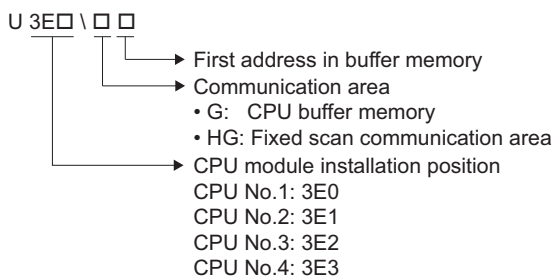 U 3E□ \ □ □
First address in buffer memory
Communication area
• G: CPU buffer memory
• HG: Fixed scan communication area
CPU module installation position
CPU No.1: 3E0
CPU No.2: 3E1
CPU No.3: 3E2
CPU No.4: 3E3